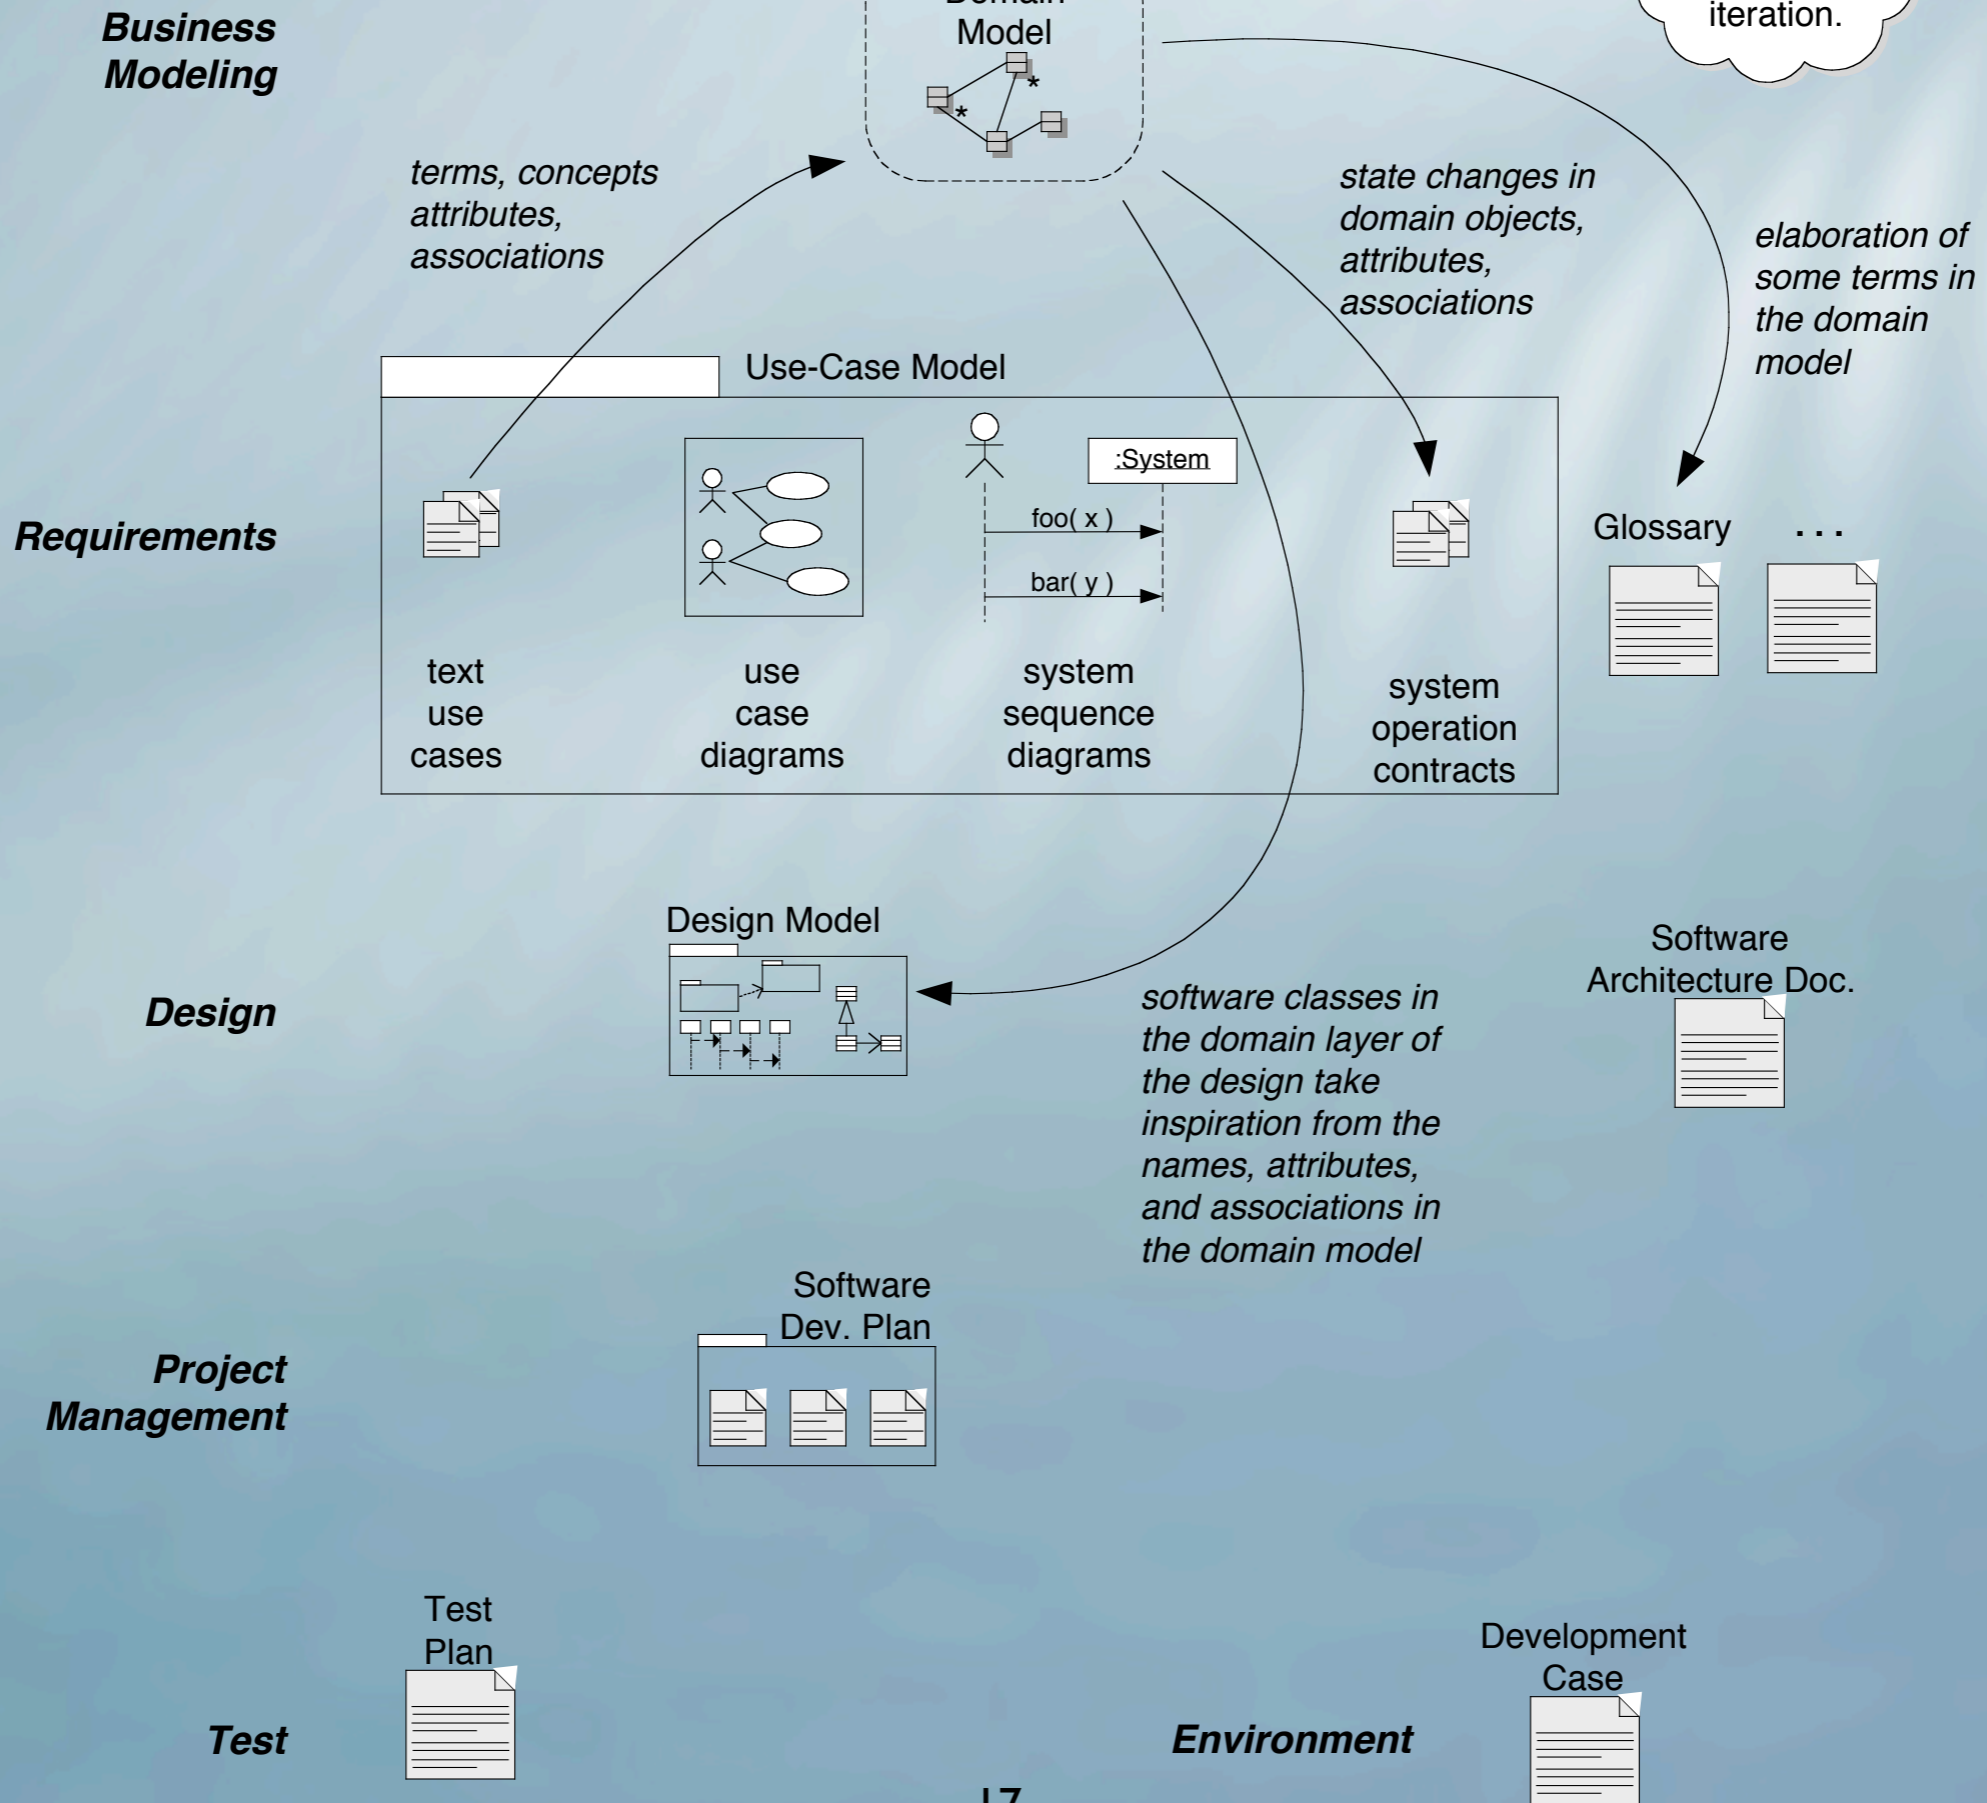 Domain
Model
iteration.
Business
Modeling
*
*
terms, concepts
attributes,
associations
state changes in
domain objects,
attributes,
associations
elaboration of
some terms in
the domain
model
Use-Case Model
:System
foo( x )
bar( y )
Requirements
Glossary
. . .
text
use
cases
use
case
diagrams
system
sequence
diagrams
system
operation
contracts
Design Model
Design
software classes in
the domain layer of
the design take
inspiration from the
names, attributes,
and associations in
the domain model
Software
Architecture Doc.
Software
Dev. Plan
Project
Management
Test
Plan
Test
Development
Case
Environment
17